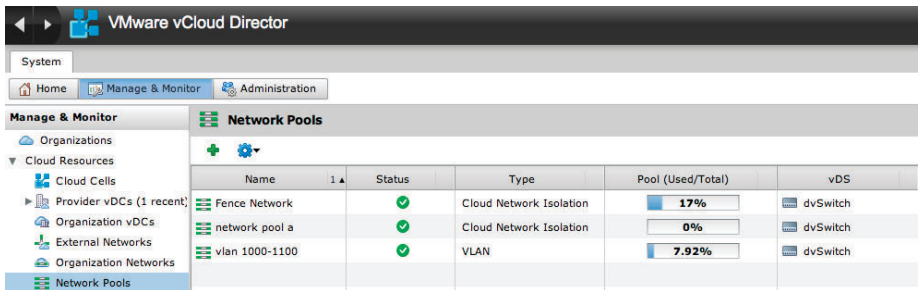 VMware vCloud Director
System
Home Manage & Monitor Administration
Manage & Monitor Network Pools
Organizations
Cloud Resources
Cloud Cells Name 1 Status Type Pool (Used/Total) vDS
Provider vDCs (1 recent) Fence Network Cloud Network Isolation 17% dvSwitch
Organization vDCs network pool a Cloud Network Isolation 0% dvSwitch
External Networks vlan 1000-1100 VLAN 7.92% dvSwitch
Organization Networks
Network Pools